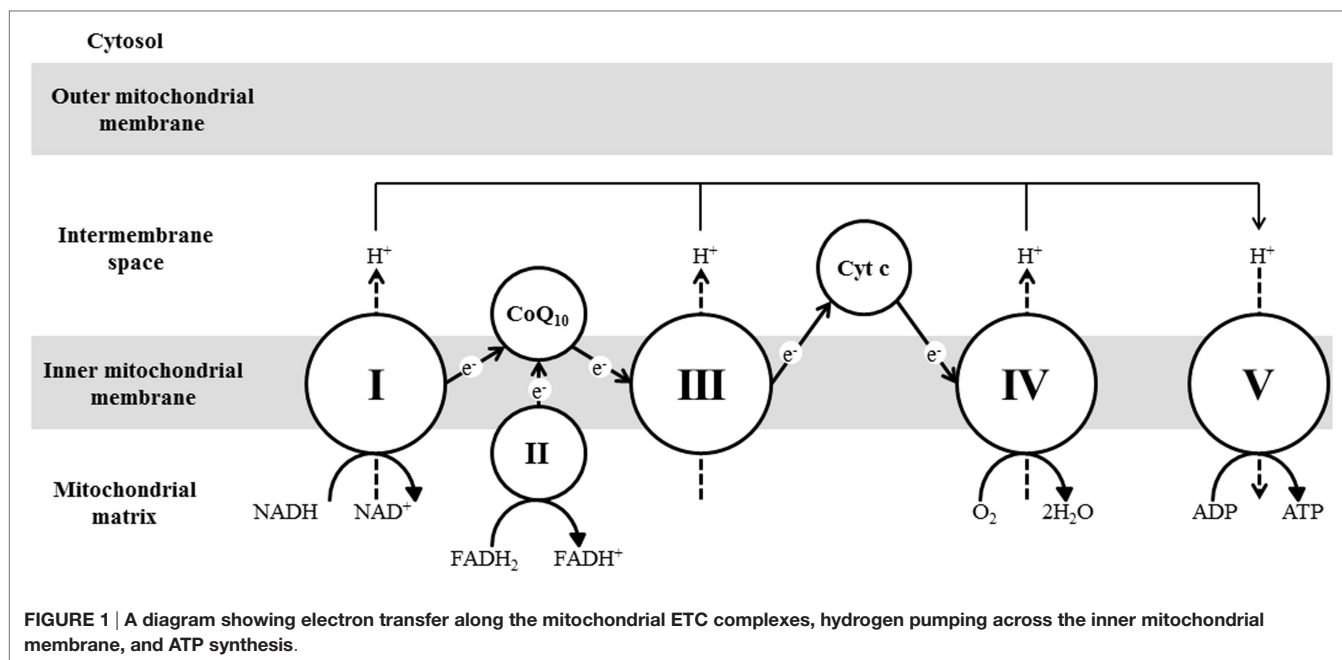 Cytosol
Outer mitochondrial
membrane
Intermembrane
space
H⁺ H⁺ H⁺ H⁺
Cyt c
CoQ₁₀
Inner mitochondrial
membrane
I III IV V
e⁻ e⁻ e⁻ e⁻
e⁻
II
Mitochondrial
matrix
NADH NAD⁺ O₂ 2H₂O ADP ATP
FADH₂ FADH⁺
FIGURE 1 | A diagram showing electron transfer along the mitochondrial ETC complexes, hydrogen pumping across the inner mitochondrial
membrane, and ATP synthesis.